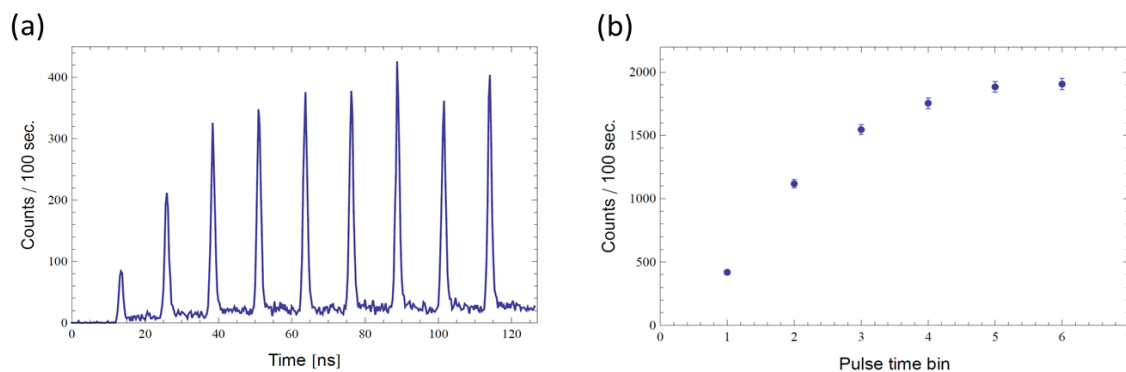 (a)
400
300
200
100
0
0 20 40 60 80 100 120
Counts / 100 sec.
Time [ns]
(b)
2000
1500
1000
500
0
0 1 2 3 4 5 6
Counts / 100 sec.
Pulse time bin